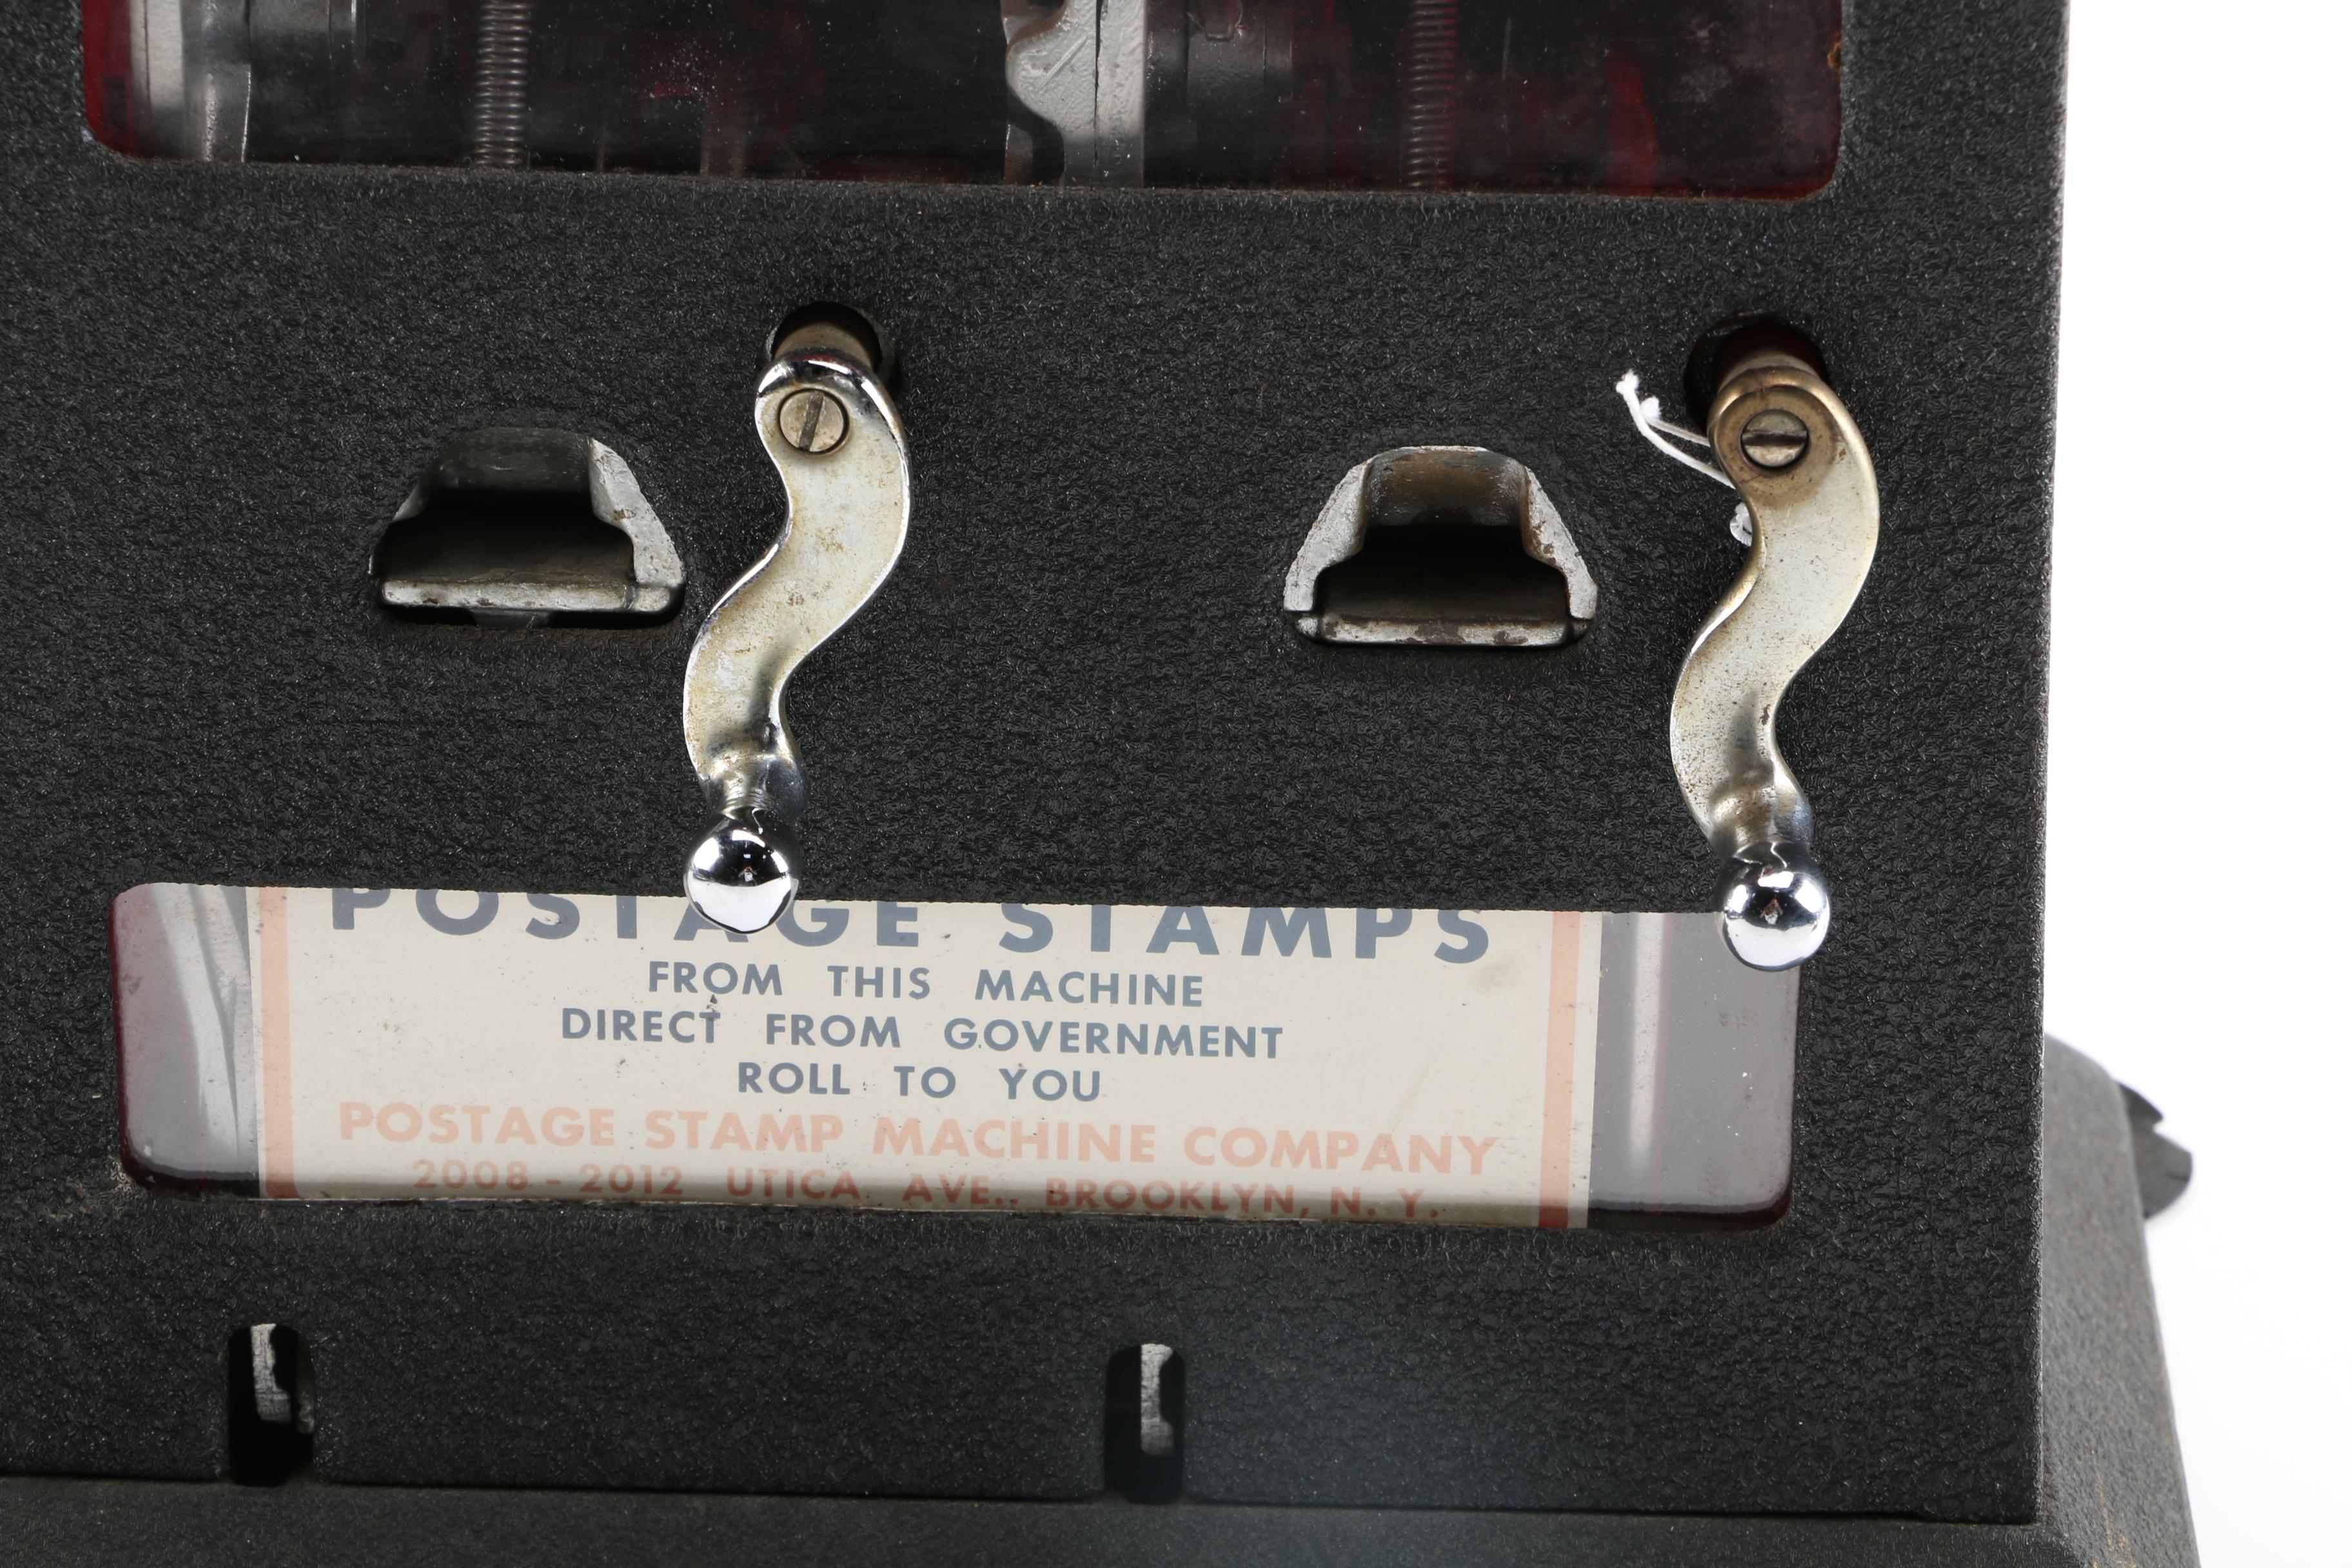 POSTAGE STAMPS
FROM THIS MACHINE
DIRECT FROM GOVERNMENT
ROLL TO YOU
POSTAGE STAMP MACHINE COMPANY
2008 - 2012 UTICA AVE., BROOKLYN, N. Y.